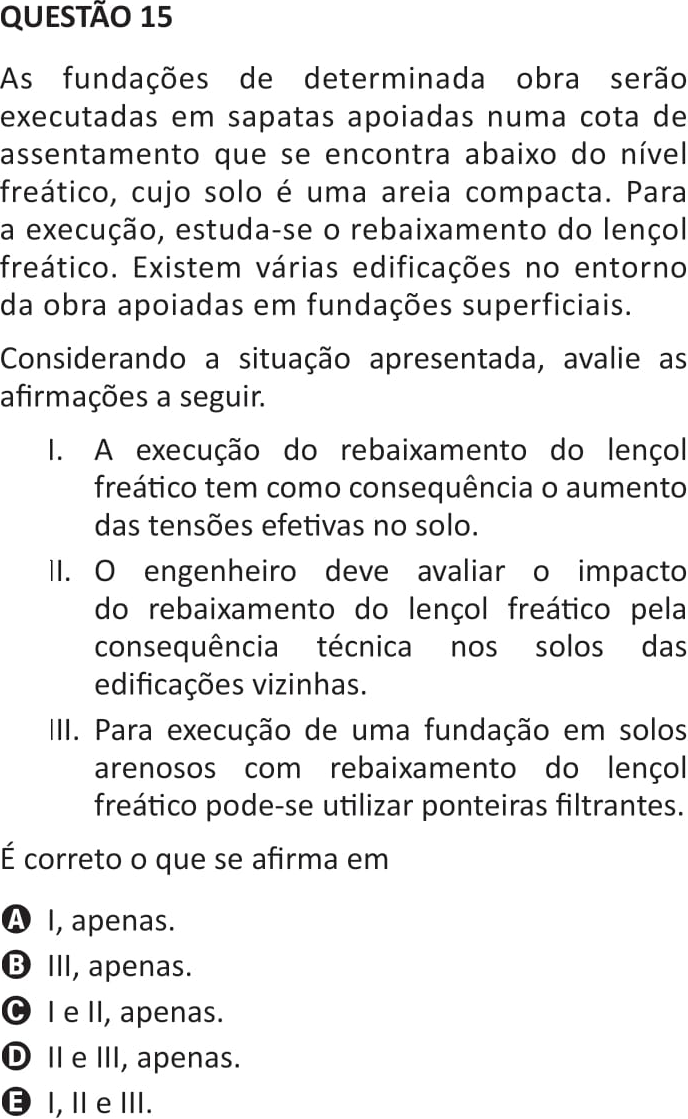 QUESTÃO 15
As fundações de determinada obra serão
executadas em sapatas apoiadas numa cota de
assentamento que se encontra abaixo do nível
freático, cujo solo é uma areia compacta. Para
a execução, estuda-se o rebaixamento do lençol
freático. Existem várias edificações no entorno
da obra apoiadas em fundações superficiais.
Considerando a situação apresentada, avalie as
afirmações a seguir.
I. A execução do rebaixamento do lençol
freático tem como consequência o aumento
das tensões efetivas no solo.
II. O engenheiro deve avaliar o impacto
do rebaixamento do lençol freático pela
consequência técnica nos solos das
edificações vizinhas.
III. Para execução de uma fundação em solos
arenosos com rebaixamento do lençol
freático pode-se utilizar ponteiras filtrantes.
É correto o que se afirma em
A I, apenas.
B III, apenas.
C I e II, apenas.
D II e III, apenas.
E I, II e III.